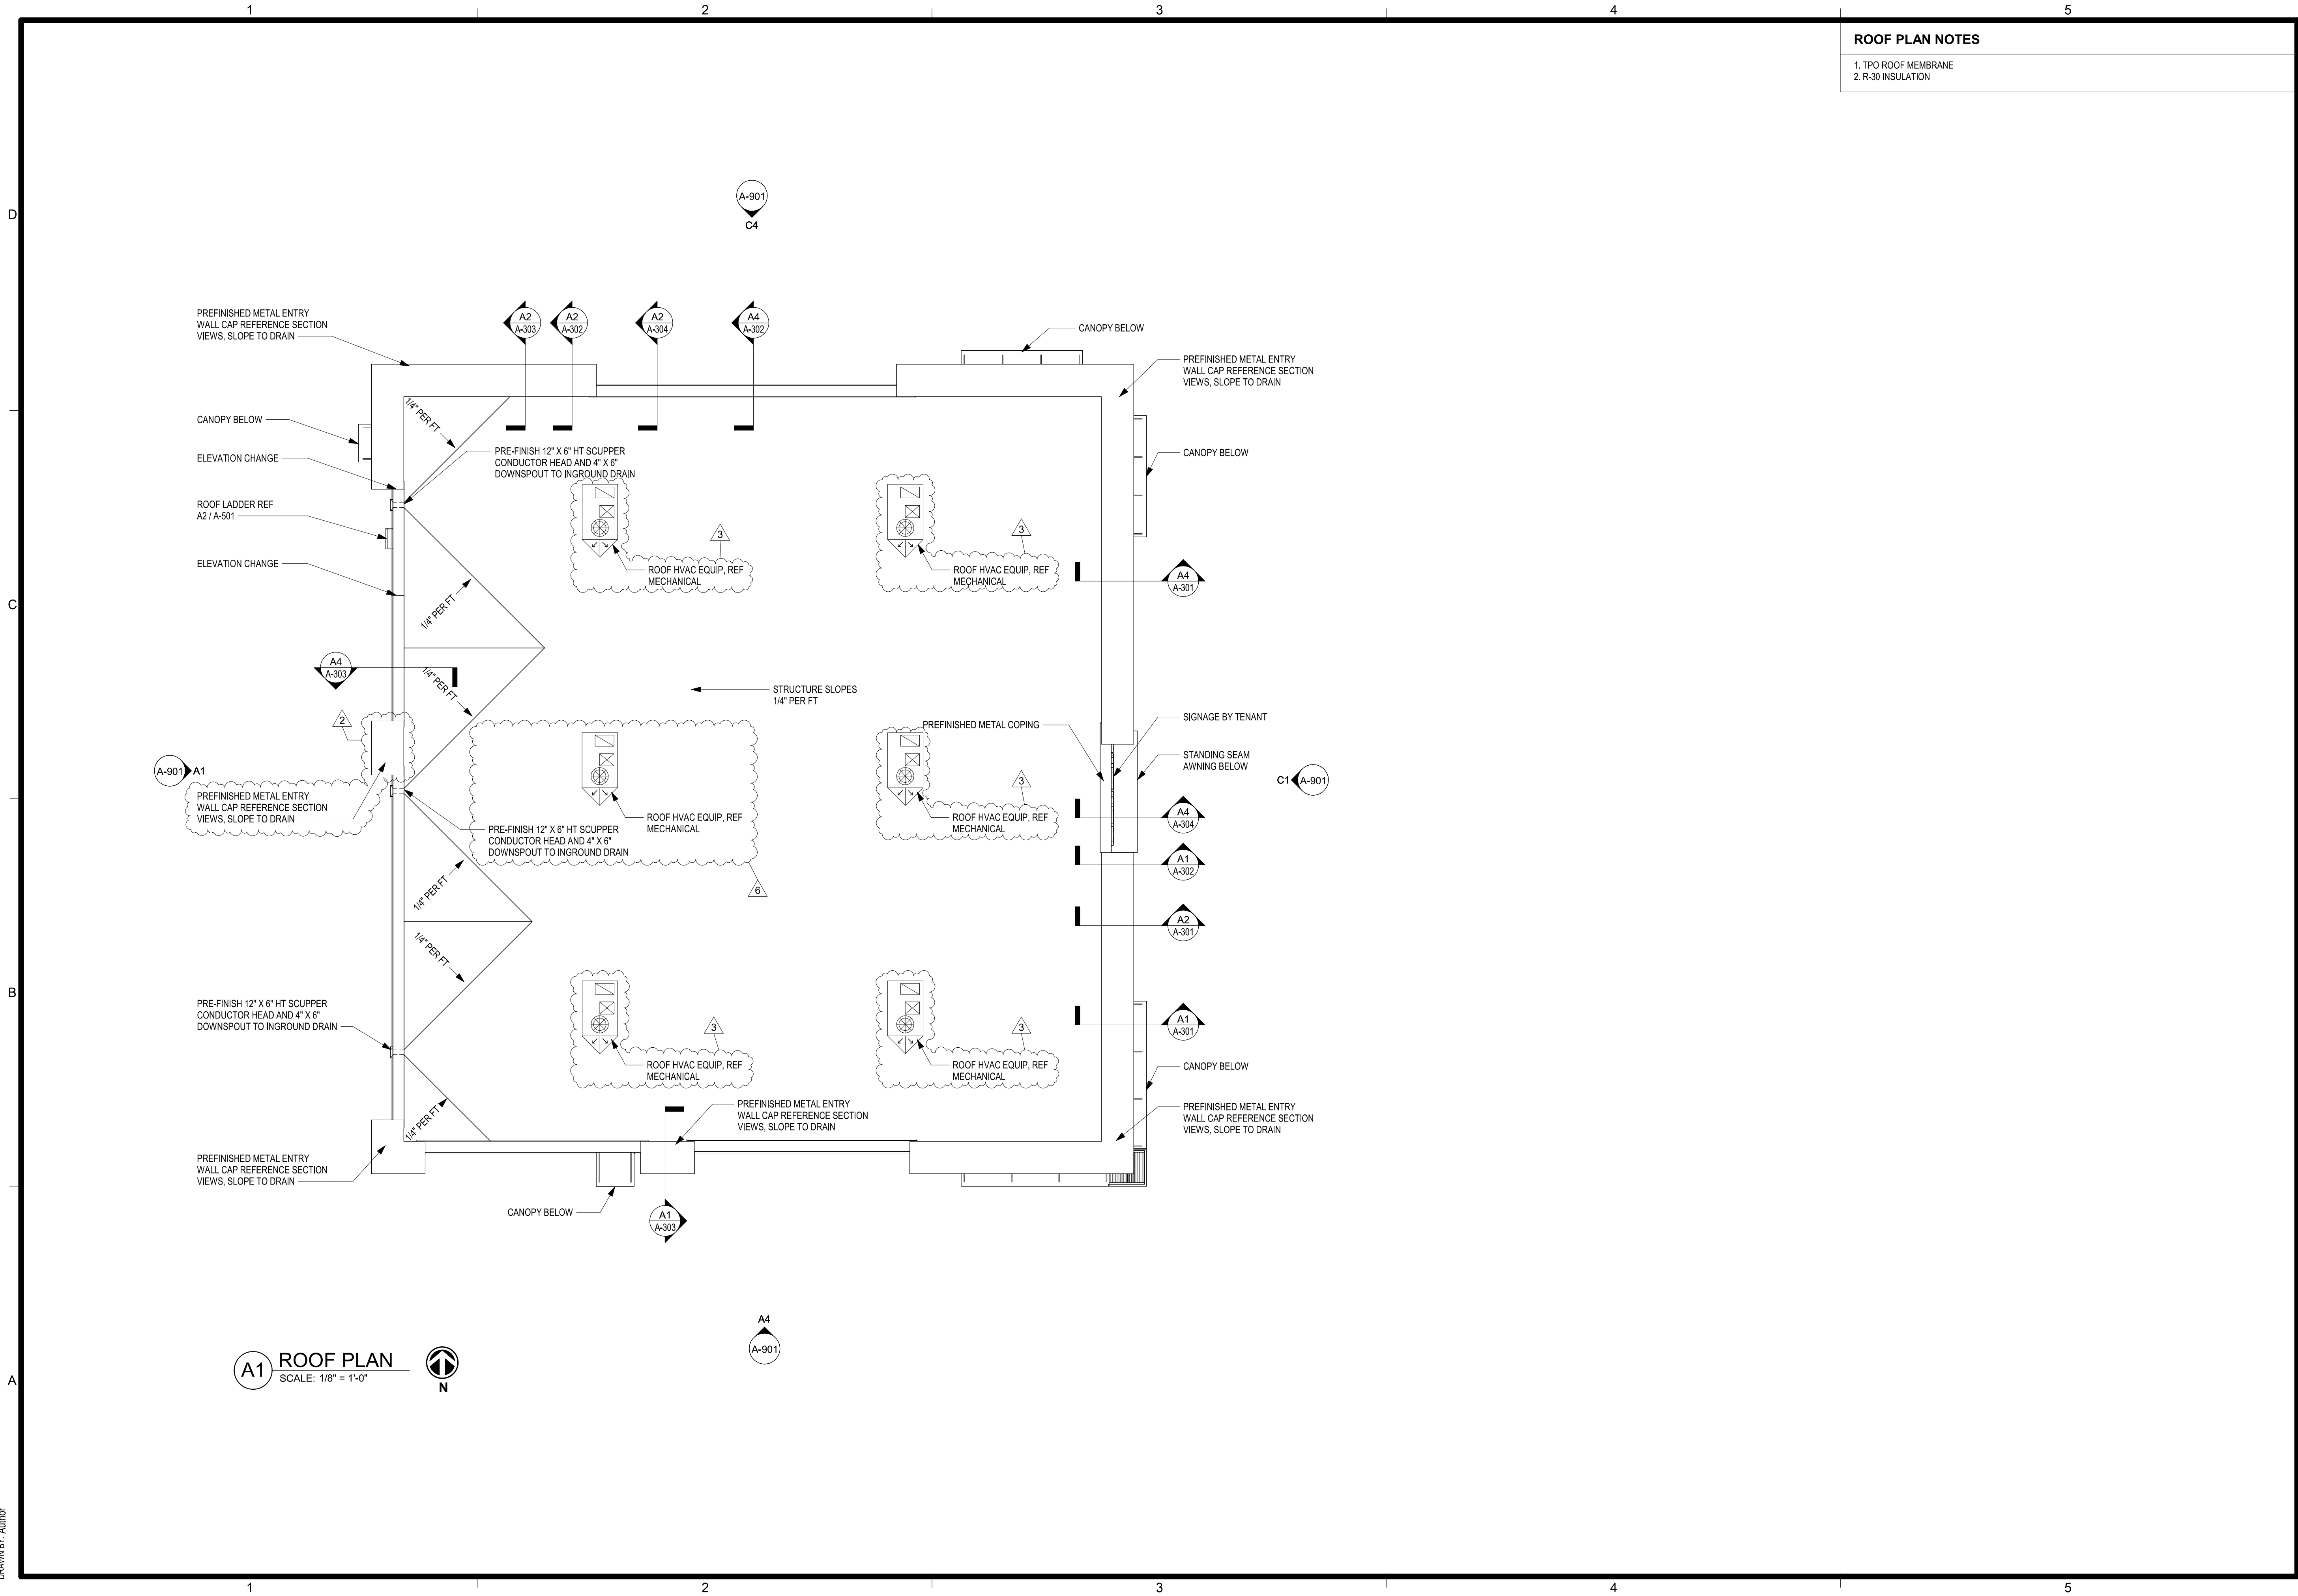 1
2
3
4
5
ROOF PLAN NOTES
1. TPO ROOF MEMBRANE
2. R-30 INSULATION
D
A-901
C4
A2
A-303
A2
A-302
A2
A-304
A4
A-302
PREFINISHED METAL ENTRY
WALL CAP REFERENCE SECTION
VIEWS, SLOPE TO DRAIN
CANOPY BELOW
PREFINISHED METAL ENTRY
WALL CAP REFERENCE SECTION
VIEWS, SLOPE TO DRAIN
1/4" PER FT
CANOPY BELOW
PRE-FINISH 12" X 6" HT SCUPPER
CONDUCTOR HEAD AND 4" X 6"
DOWNSPOUT TO INGROUND DRAIN
CANOPY BELOW
ELEVATION CHANGE
ROOF LADDER REF
A2 / A-501
3
3
ELEVATION CHANGE
ROOF HVAC EQUIP, REF
MECHANICAL
ROOF HVAC EQUIP, REF
MECHANICAL
A4
A-301
C
1/4" PER FT
A4
A-303
1/4" PER FT
STRUCTURE SLOPES
1/4" PER FT
2
PREFINISHED METAL COPING
SIGNAGE BY TENANT
STANDING SEAM
AWNING BELOW
A-901
A1
3
C1
A-901
PREFINISHED METAL ENTRY
WALL CAP REFERENCE SECTION
VIEWS, SLOPE TO DRAIN
PRE-FINISH 12" X 6" HT SCUPPER
CONDUCTOR HEAD AND 4" X 6"
DOWNSPOUT TO INGROUND DRAIN
ROOF HVAC EQUIP, REF
MECHANICAL
ROOF HVAC EQUIP, REF
MECHANICAL
A4
A-304
A1
A-302
6
1/4" PER FT
A2
A-301
1/4" PER FT
B
PRE-FINISH 12" X 6" HT SCUPPER
CONDUCTOR HEAD AND 4" X 6"
DOWNSPOUT TO INGROUND DRAIN
3
3
A1
A-301
ROOF HVAC EQUIP, REF
MECHANICAL
ROOF HVAC EQUIP, REF
MECHANICAL
CANOPY BELOW
1/4" PER FT
PREFINISHED METAL ENTRY
WALL CAP REFERENCE SECTION
VIEWS, SLOPE TO DRAIN
PREFINISHED METAL ENTRY
WALL CAP REFERENCE SECTION
VIEWS, SLOPE TO DRAIN
PREFINISHED METAL ENTRY
WALL CAP REFERENCE SECTION
VIEWS, SLOPE TO DRAIN
CANOPY BELOW
A1
A-303
A4
A-901
A1
ROOF PLAN
SCALE: 1/8" = 1'-0"
N
A
DRAWN BY: Author
1
2
3
4
5